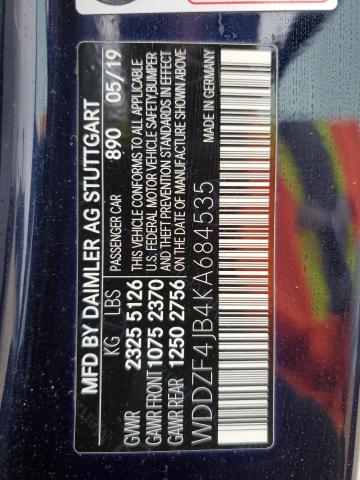 MFD BY DAIMLER AG STUTTGART
PASSENGER CAR 890 05/19
KG / LBS
GVWR 2325 5126
GAWR FRONT 1075 2370
GAWR REAR 1250 2756
THIS VEHICLE CONFORMS TO ALL APPLICABLE
U.S. FEDERAL MOTOR VEHICLE SAFETY, BUMPER
AND THEFT PREVENTION STANDARDS IN EFFECT
ON THE DATE OF MANUFACTURE SHOWN ABOVE
WDDZF4JB4KA684535
MADE IN GERMANY